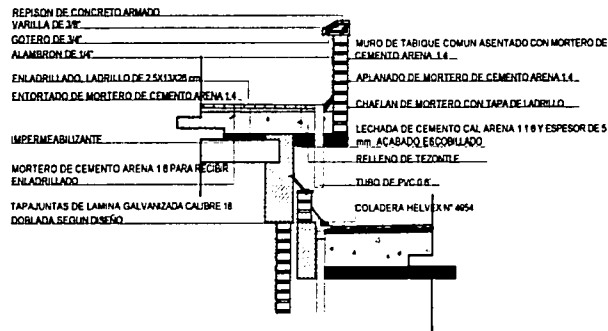 REPISON DE CONCRETO ARMADO
VARILLA DE 3/8"
GOTERO DE 3/4"
ALAMBRON DE 1/4"
ENLADRILLADO, LADRILLO DE 2.5X13X26 cm
ENTORTADO DE MORTERO DE CEMENTO ARENA 1:4
IMPERMEABILIZANTE
MORTERO DE CEMENTO ARENA 1:6 PARA RECIBIR
ENLADRILLADO
TAPAJUNTAS DE LAMINA GALVANIZADA CALIBRE 18
DOBLADA SEGUN DISEÑO
MURO DE TABIQUE COMUN ASENTADO CON MORTERO DE
CEMENTO ARENA 1:4
APLANADO DE MORTERO DE CEMENTO ARENA 1:4
CHAFLAN DE MORTERO CON TAPA DE LADRILLO
LECHADA DE CEMENTO CAL ARENA 1 1 6 Y ESPESOR DE 5
mm ACABADO ESCOBILLADO
RELLENO DE TEZONTLE
TUBO DE PVC
COLADERA HELVEX N° 4954